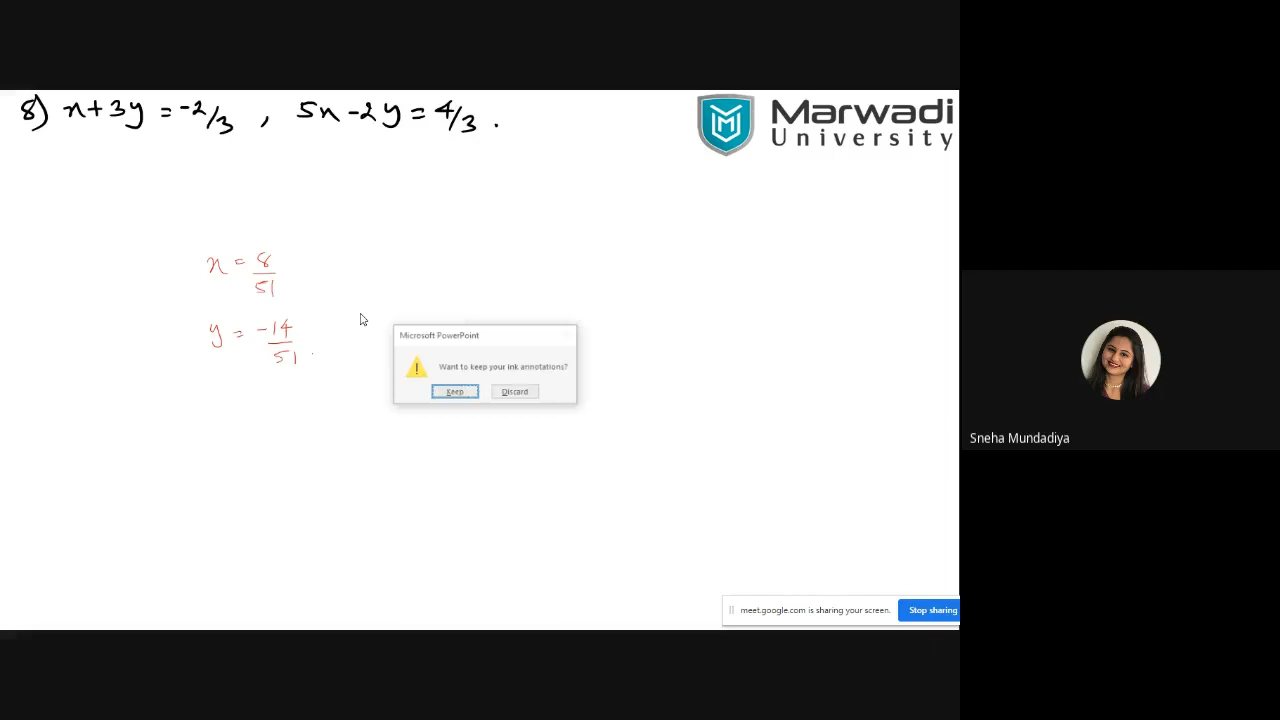 8) x+3y = -2/3 , 5x-2y = 4/3 .
Marwadi
University
x = 8/51
y = -14/51 .
Microsoft PowerPoint
Want to keep your ink annotations?
Keep Discard
Sneha Mundadiya
meet.google.com is sharing your screen. Stop sharing